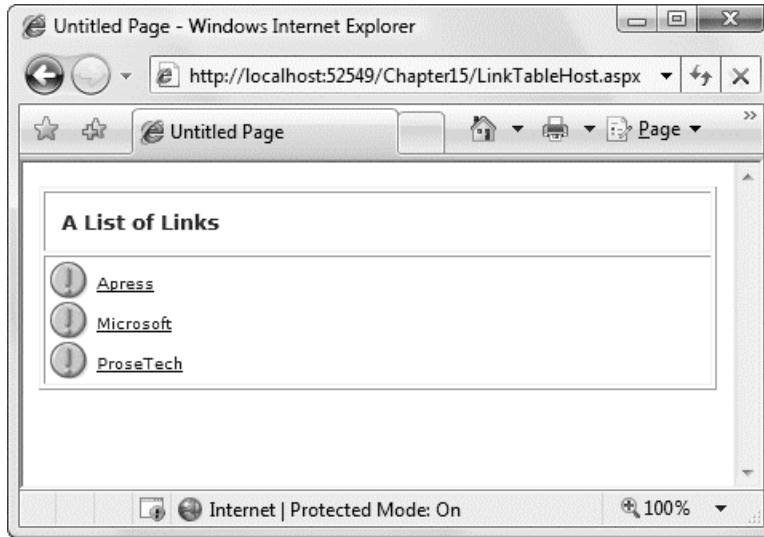 Untitled Page - Windows Internet Explorer
http://localhost:52549/Chapter15/LinkTableHost.aspx
Untitled Page
Page
A List of Links
Apress
Microsoft
ProseTech
Internet | Protected Mode: On
100%